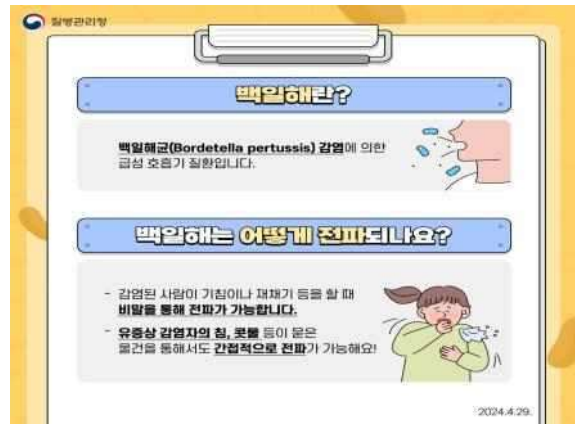 질병관리청
백일해란?
백일해균(Bordetella pertussis) 감염에 의한
급성 호흡기 질환입니다.
백일해는 어떻게 전파되나요?
- 감염된 사람이 기침이나 재채기 등을 할 때
비말을 통해 전파가 가능합니다.
- 유증상 감염자의 침, 콧물 등이 묻은
물건을 통해서도 간접적으로 전파가 가능해요!
2024.4.29.